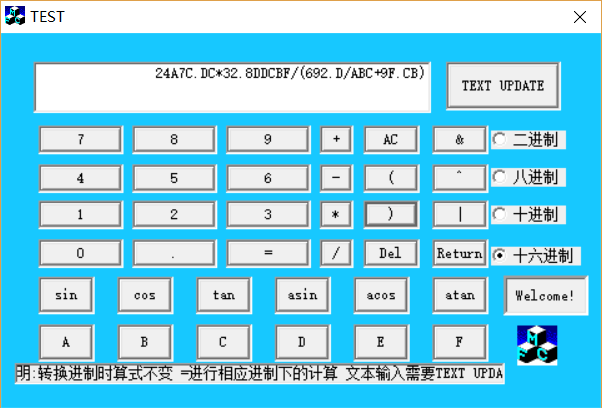 TEST
24A7C.DC*32.8DDCBF/(692.D/ABC+9F.CB)
TEXT UPDATE
7 8 9 + AC & 二进制
4 5 6 - ( ^ 八进制
1 2 3 * ) | 十进制
0 . = / Del Return 十六进制
sin cos tan asin acos atan Welcome!
A B C D E F
MFC
明:转换进制时算式不变 =进行相应进制下的计算 文本输入需要TEXT UPDA